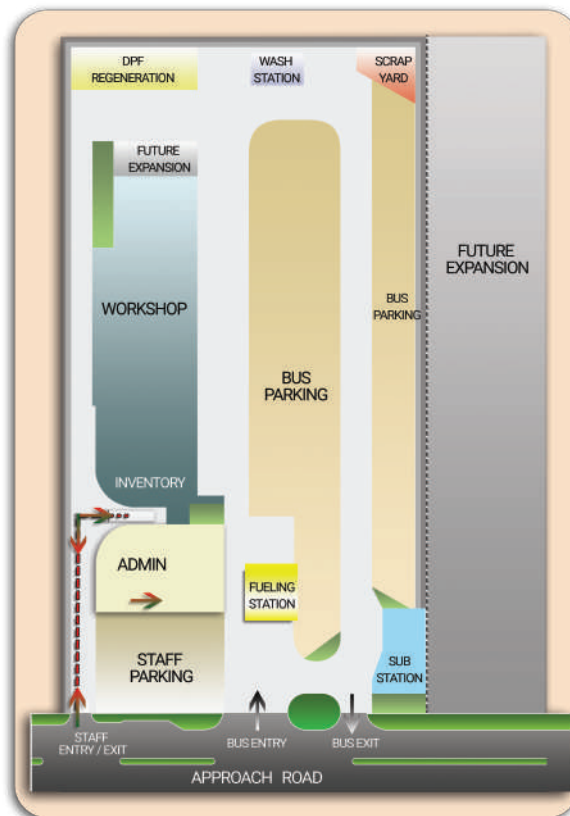 DPF
REGENERATION
WASH
STATION
SCRAP
YARD
FUTURE
EXPANSION
FUTURE
EXPANSION
WORKSHOP
BUS
PARKING
BUS
PARKING
INVENTORY
ADMIN
FUELING
STATION
STAFF
PARKING
SUB
STATION
STAFF
ENTRY / EXIT
BUS ENTRY
BUS EXIT
APPROACH ROAD